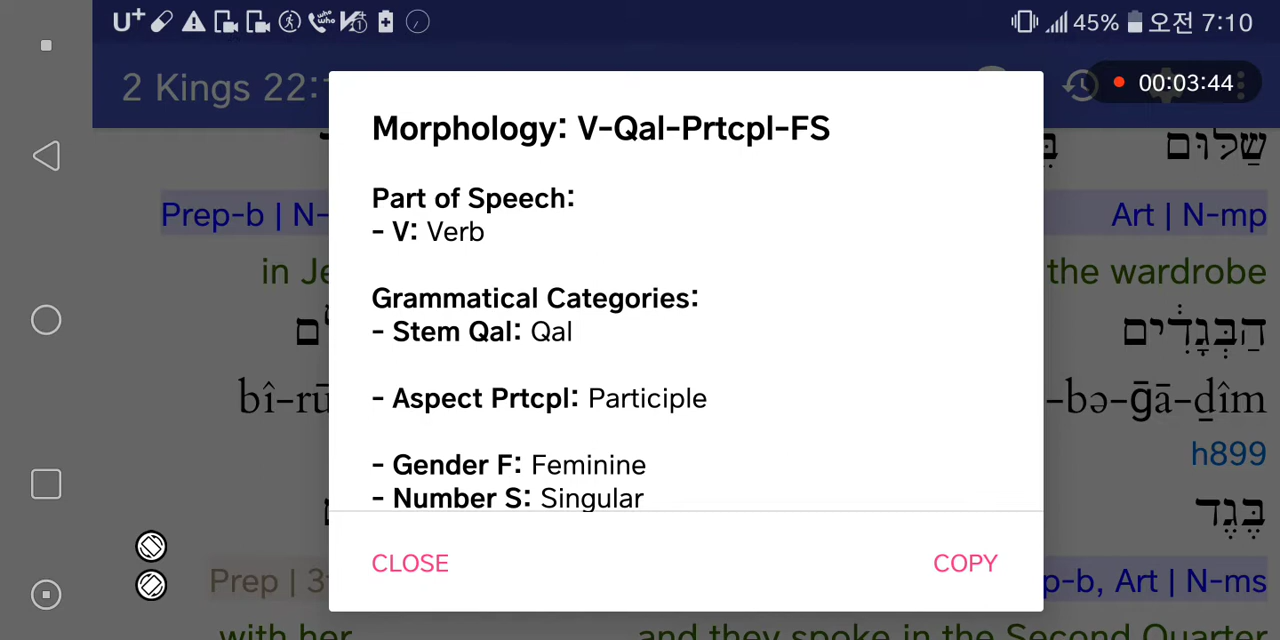 U+ 45% 오전 7:10
2 Kings 22:
00:03:44
Morphology: V-Qal-Prtcpl-FS
שַׁלּוּם
Part of Speech:
Prep-b | N- Art | N-mp
- V: Verb
in Je the wardrobe
Grammatical Categories:
- Stem Qal: Qal
הַבְּגָדִ֔ים
bî-rū -bə-ḡā-ḏîm
- Aspect Prtcpl: Participle
h899
- Gender F: Feminine
- Number S: Singular
בֶּגֶד
CLOSE COPY
Prep | 3 p-b, Art | N-ms
with her and they spoke in the Second Quarter